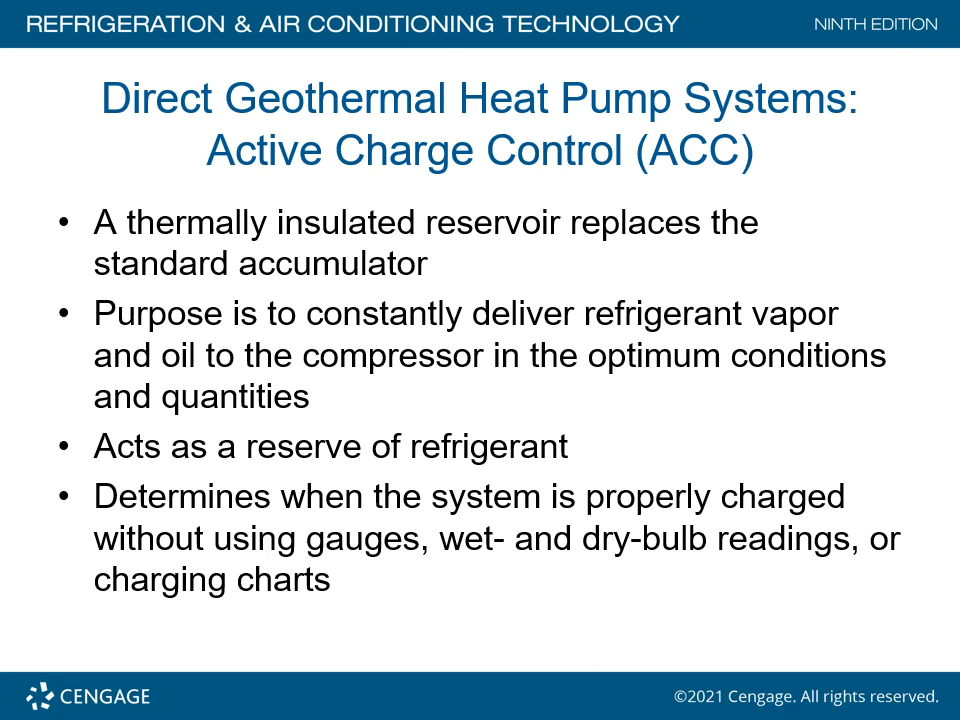 REFRIGERATION & AIR CONDITIONING TECHNOLOGY
NINTH EDITION
Direct Geothermal Heat Pump Systems:
Active Charge Control (ACC)
• A thermally insulated reservoir replaces the
standard accumulator
• Purpose is to constantly deliver refrigerant vapor
and oil to the compressor in the optimum conditions
and quantities
• Acts as a reserve of refrigerant
• Determines when the system is properly charged
without using gauges, wet- and dry-bulb readings, or
charging charts
CENGAGE
©2021 Cengage. All rights reserved.